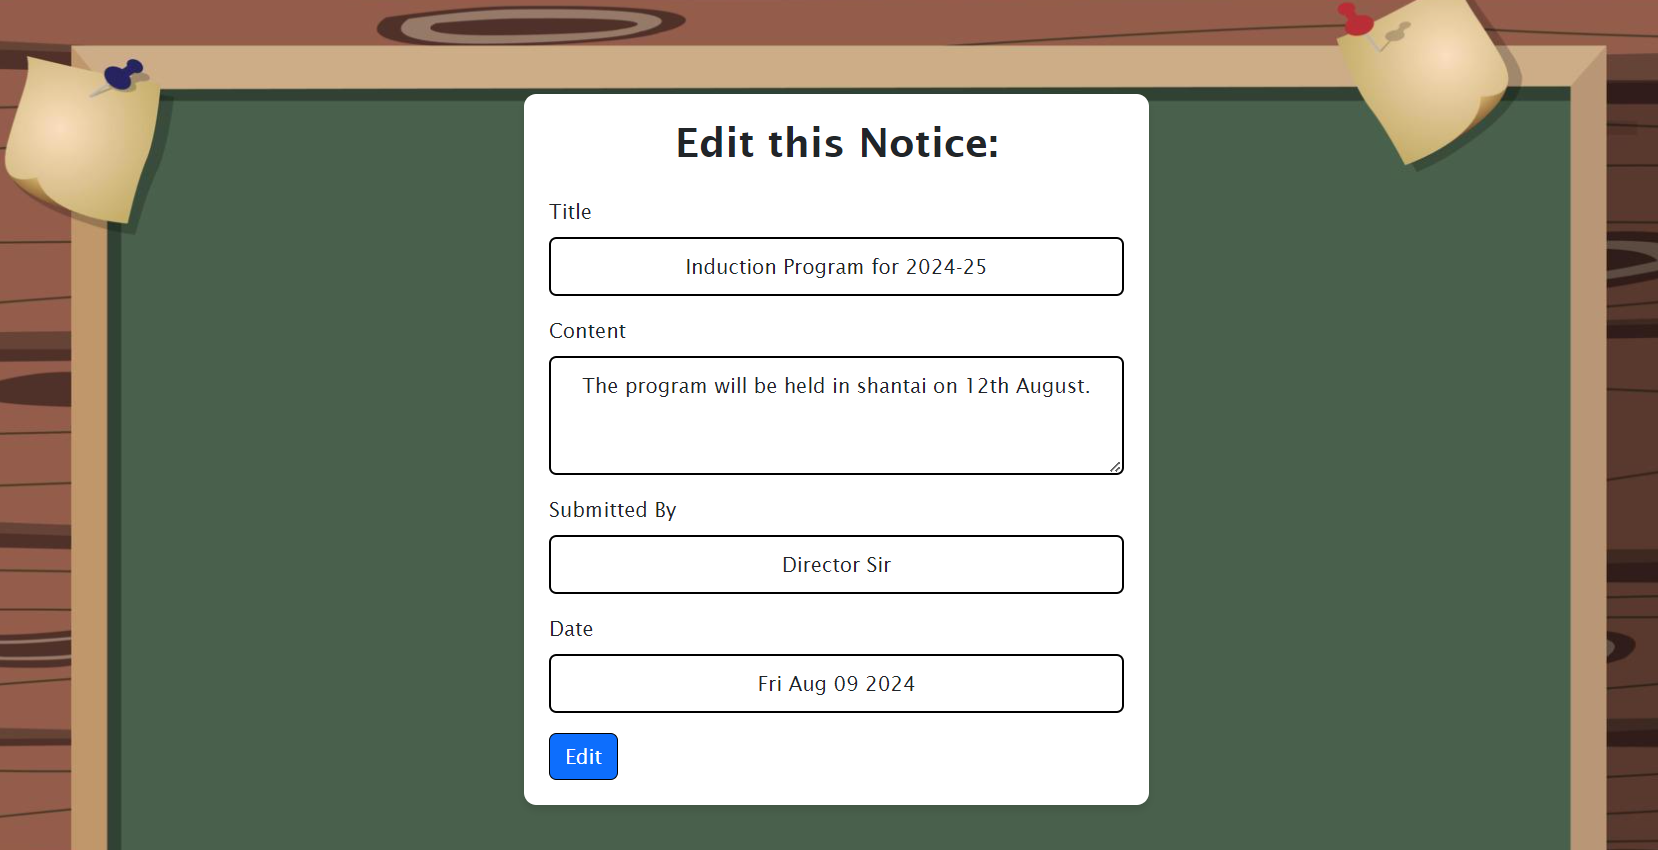 Edit this Notice:
Title
Induction Program for 2024-25
Content
The program will be held in shantai on 12th August.
Submitted By
Director Sir
Date
Fri Aug 09 2024
Edit